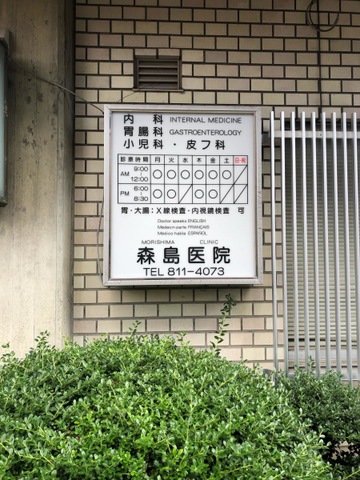 内　科 INTERNAL MEDICINE
胃腸科 GASTROENTEROLOGY
小児科・皮フ科
診療時間 月 火 水 木 金 土 日・祝
AM 9:00 〜 12:00 ○ ○ ○ ○ ○ ○
PM 6:00 〜 8:30 ○ ○ ╱ ○ ○ ╱
胃・大腸：X線検査・内視鏡検査　可
Doctor speaks ENGLISH
Médecin parle FRANÇAIS
Médico habla ESPAÑOL
MORISHIMA CLINIC
森島医院
TEL 811-4073